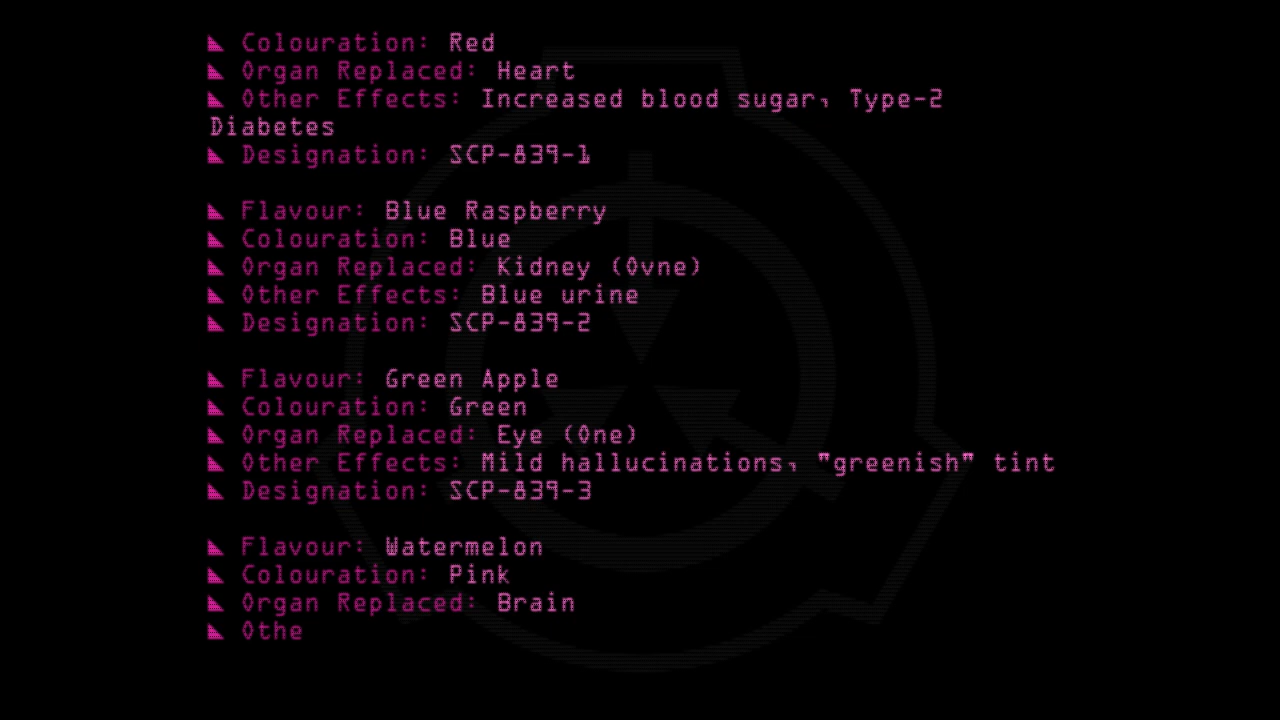 Colouration: Red
Organ Replaced: Heart
Other Effects: Increased blood sugar, Type-2
Diabetes
Designation: SCP-839-1
Flavour: Blue Raspberry
Colouration: Blue
Organ Replaced: Kidney (Ovne)
Other Effects: Blue urine
Designation: SCP-839-2
Flavour: Green Apple
Colouration: Green
Organ Replaced: Eye (One)
Other Effects: Mild hallucinations, "greenish" tint
Designation: SCP-839-3
Flavour: Watermelon
Colouration: Pink
Organ Replaced: Brain
Othe